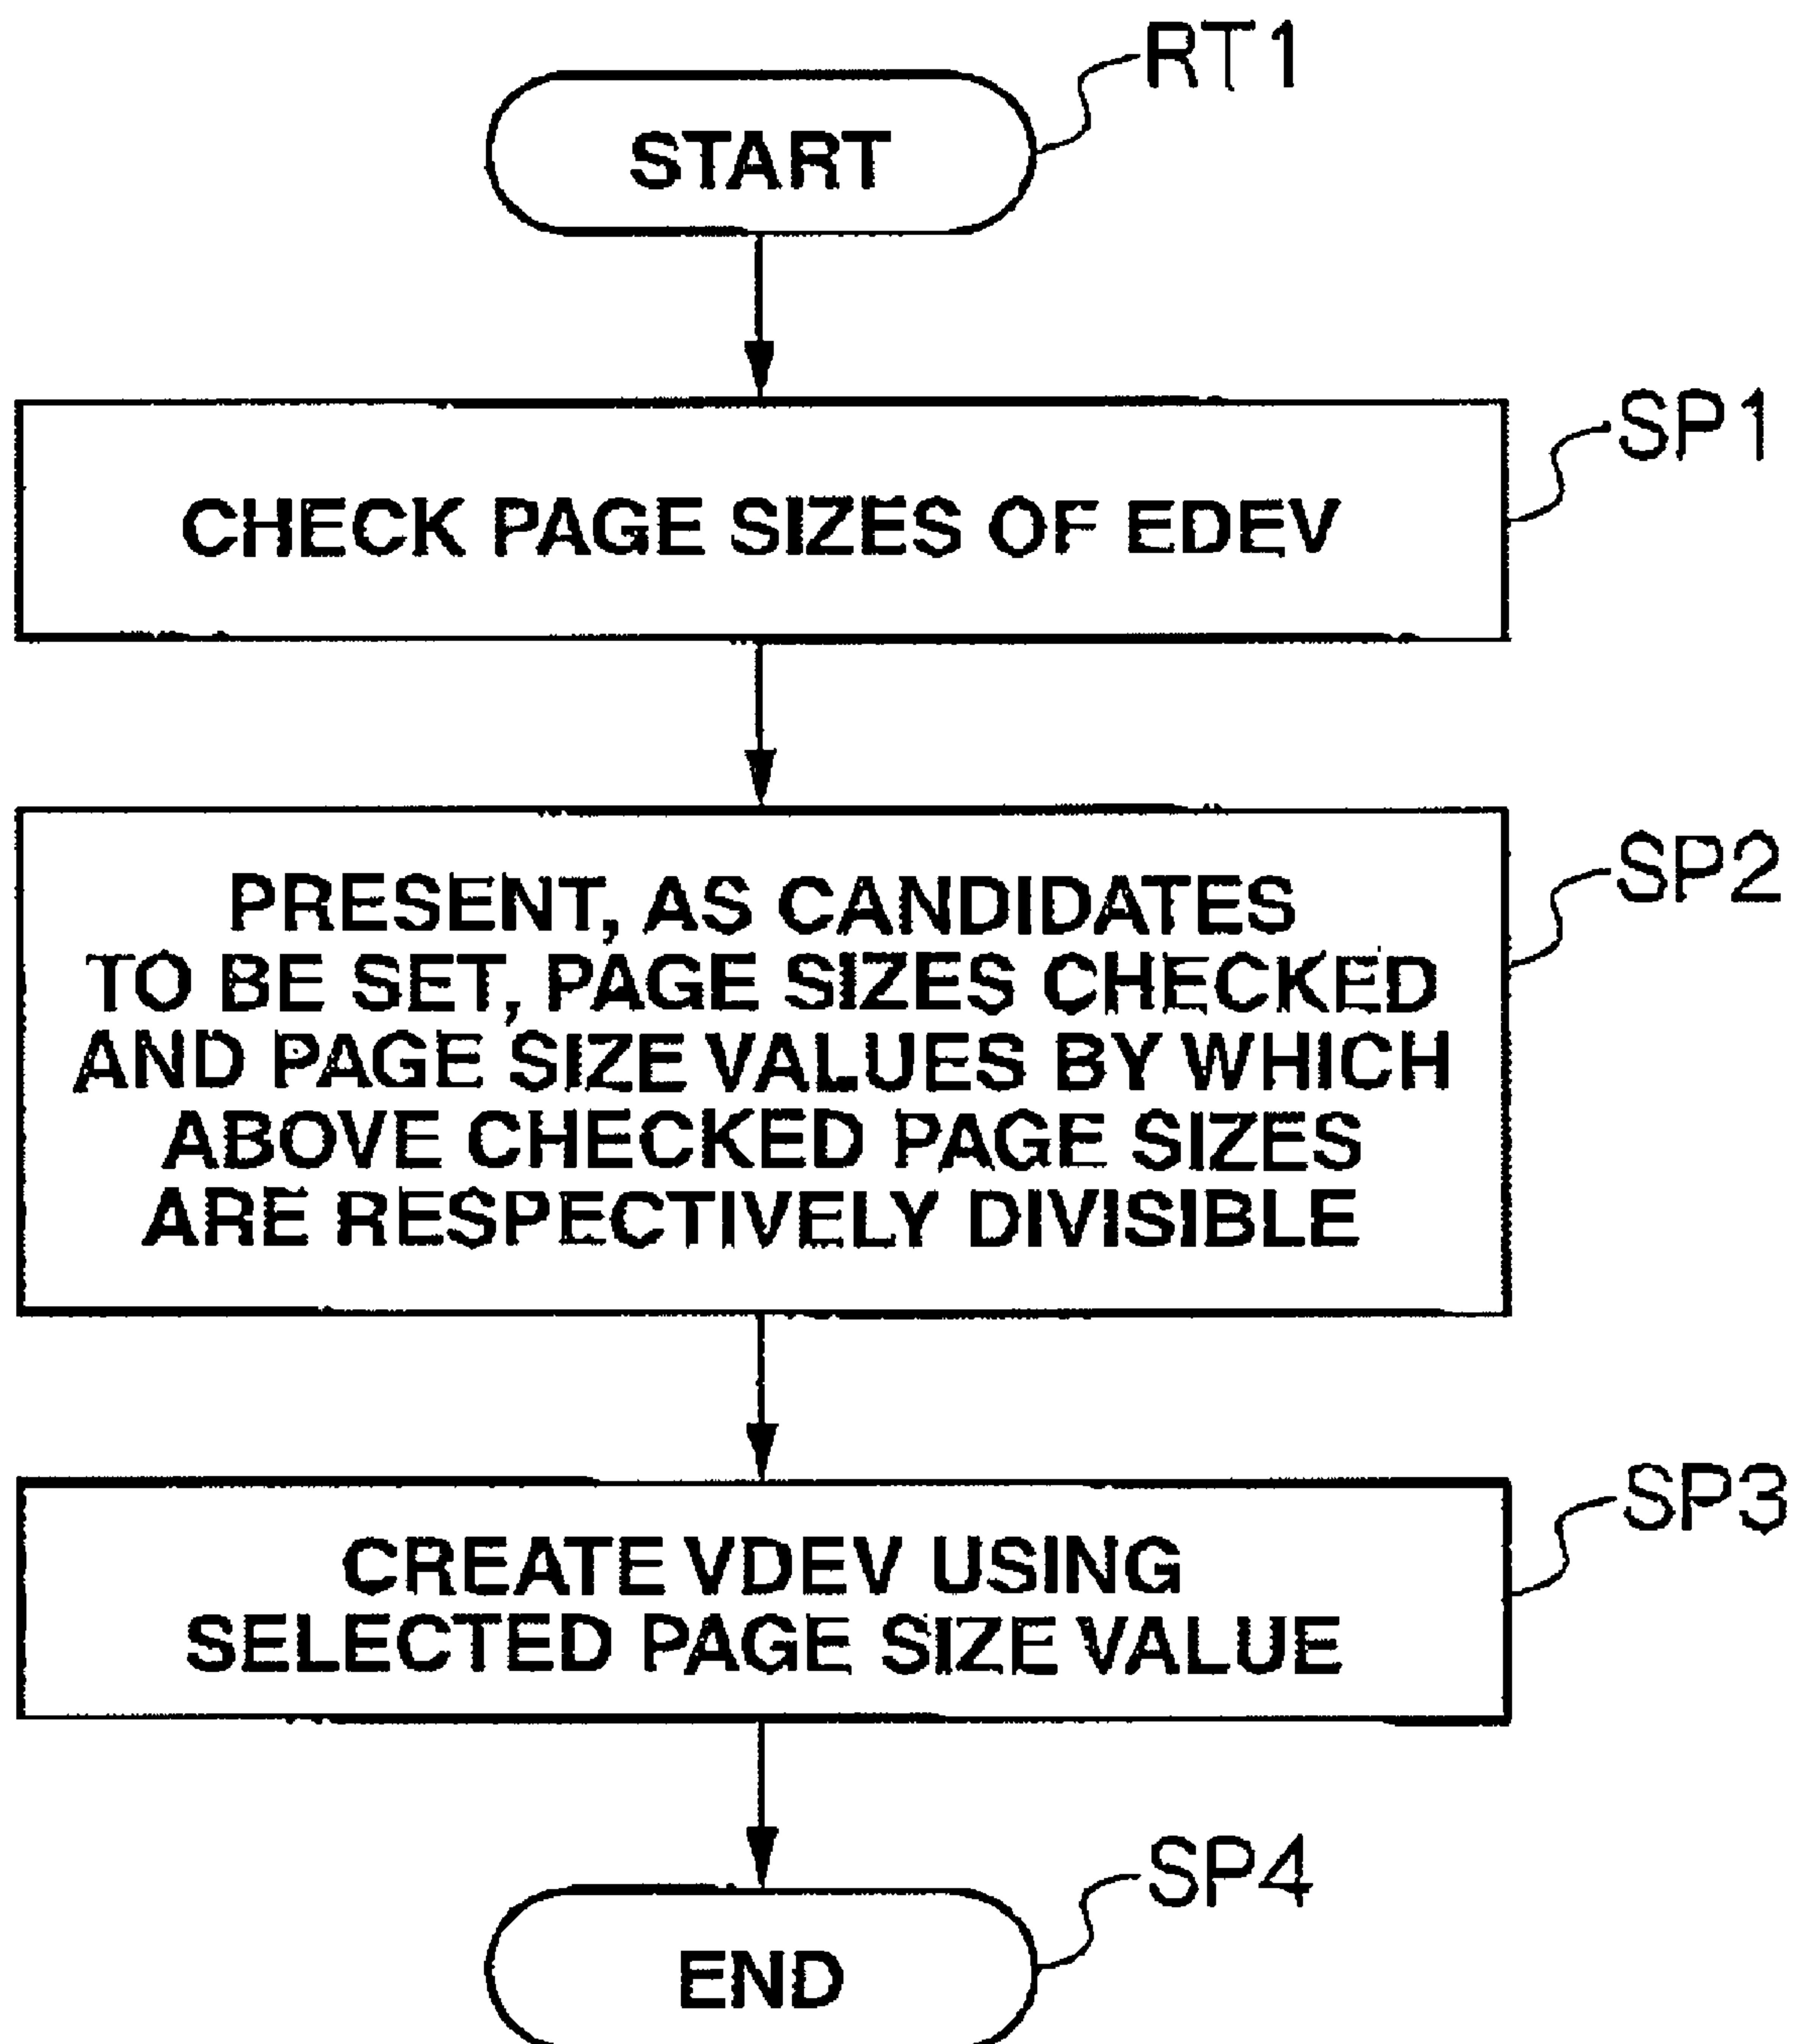 RT1
START
SP1
CHECK PAGE SIZES OF EDEV
SP2
PRESENT, AS CANDIDATES
TO BE SET, PAGE SIZES CHECKED
AND PAGE SIZE VALUES BY WHICH
ABOVE CHECKED PAGE SIZES
ARE RESPECTIVELY DIVISIBLE
SP3
CREATE VDEV USING
SELECTED PAGE SIZE VALUE
SP4
END